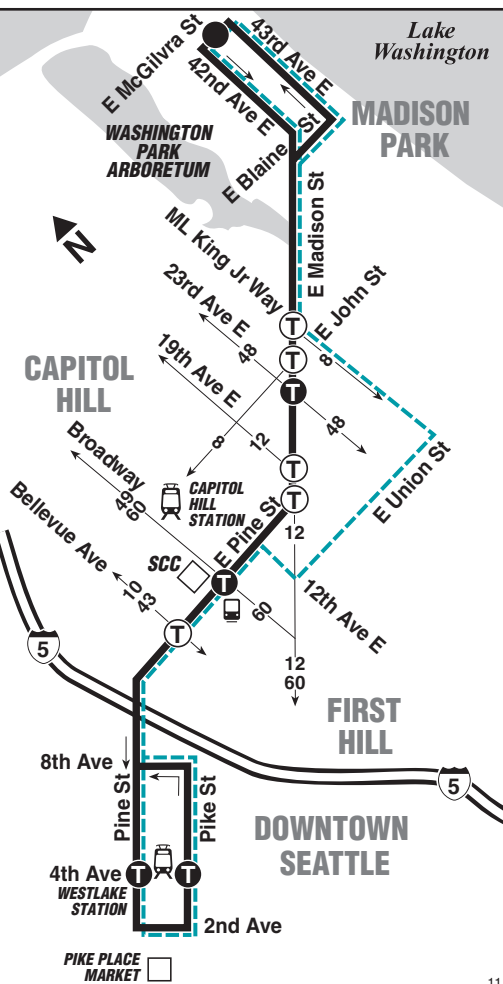 Lake
Washington
E McGilvra St
43rd Ave E
42nd Ave E
MADISON
PARK
WASHINGTON
PARK
ARBORETUM
E Blaine St
E Madison St
N
ML King Jr Way
T
E John St
23rd Ave E
T
8
48
T
19th Ave E
48
CAPITOL
HILL
8
12
T
E Union St
Broadway
49
60
CAPITOL
HILL
STATION
T
12
Bellevue Ave
E Pine St
SCC
T
10
43
60
12th Ave E
T
5
12
60
FIRST
HILL
8th Ave
5
Pine St
Pike St
DOWNTOWN
SEATTLE
4th Ave
T
T
WESTLAKE
STATION
2nd Ave
PIKE PLACE
MARKET
11